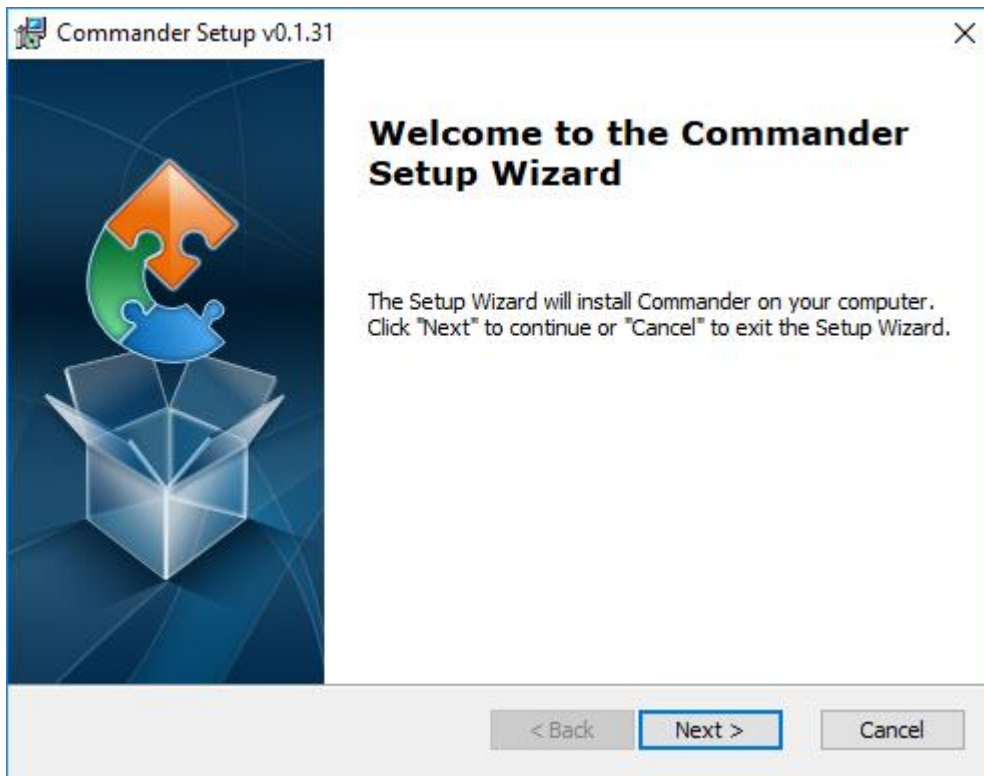 Commander Setup v0.1.31
Welcome to the Commander
Setup Wizard
The Setup Wizard will install Commander on your computer.
Click "Next" to continue or "Cancel" to exit the Setup Wizard.
< Back
Next >
Cancel